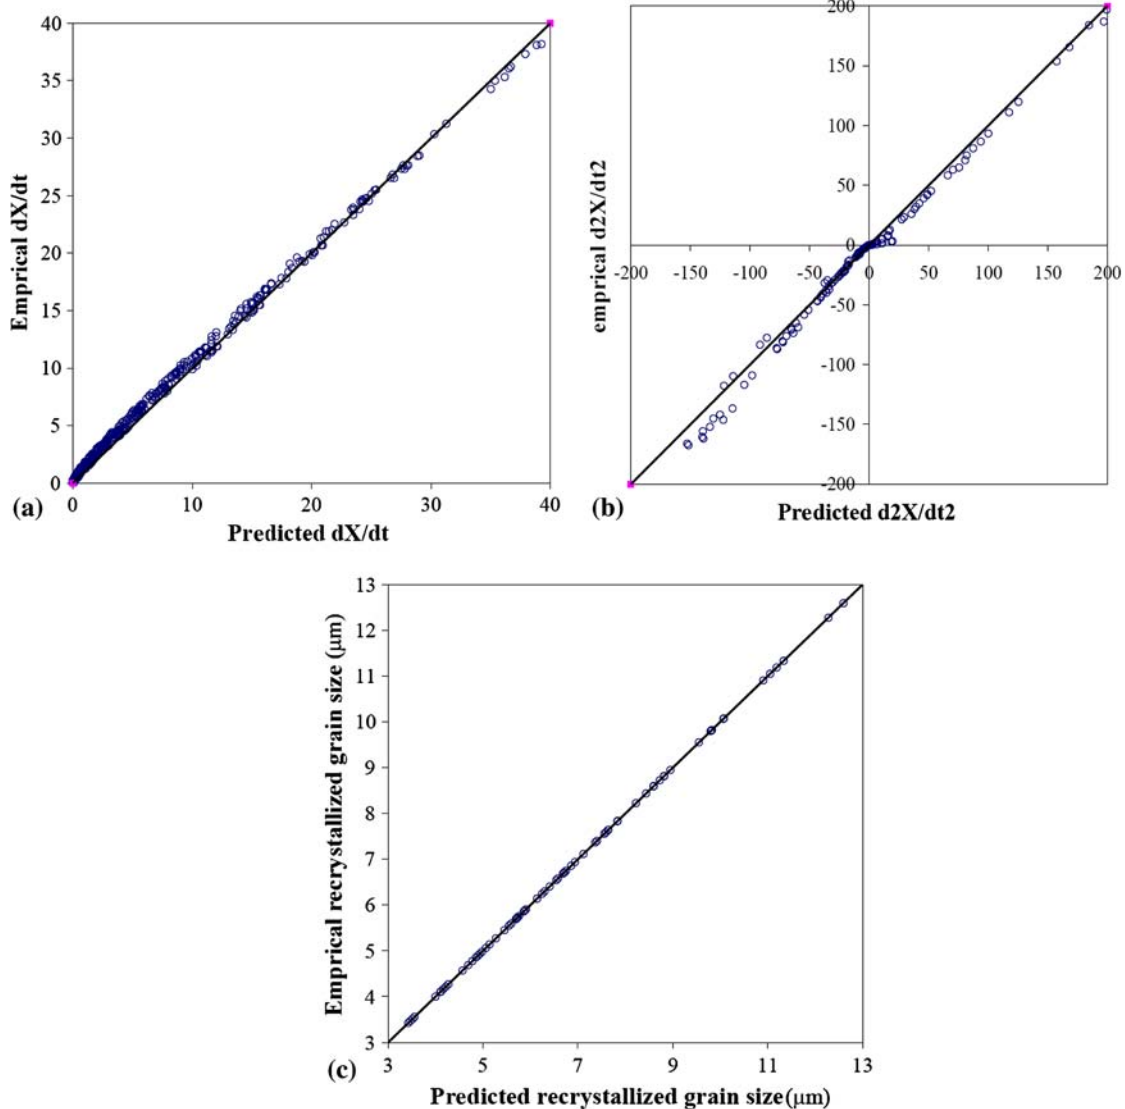 40
35
30
25
20
15
10
5
0
Emprical dX/dt
0 10 20 30 40
(a)
Predicted dX/dt
200
150
100
50
0
-50
-100
-150
-200
emprical d2X/dt2
-200 -150 -100 -50 0 50 100 150 200
(b)
Predicted d2X/dt2
13
12
11
10
9
8
7
6
5
4
3
Emprical recrystallized grain size (μm)
3 5 7 9 11 13
(c)
Predicted recrystallized grain size(μm)